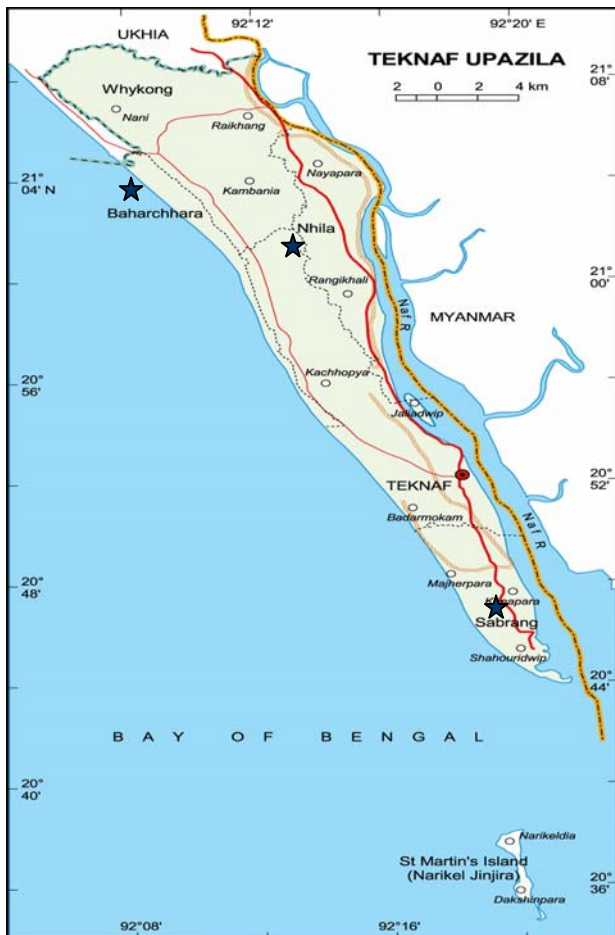 92°12'
92°20' E
UKHIA
TEKNAF UPAZILA
2 0 2 4 km
21°
08'
Whykong
Nani
Raikhang
21°
04' N
Nayapara
Kambania
Baharchhara
Nhila
21°
00'
Rangikhali
Naf R
MYANMAR
20°
56'
Kachhopya
Jaliadwip
20°
52'
TEKNAF
Badarmokam
Naf R
20°
48'
Majherpara
Sabrang
Shahouridwip
20°
44'
BAY OF BENGAL
20°
40'
Narikeldia
St Martin's Island
(Narikel Jinjira)
20°
36'
Dakshinpara
92°08'
92°16'